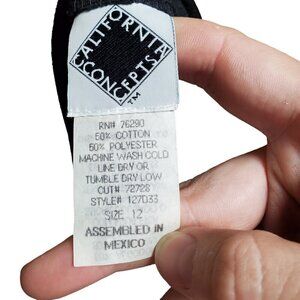 CALIFORNIA
CONCEPTS
TM
RN# 76290
50% COTTON
50% POLYESTER
MACHINE WASH COLD
LINE DRY OR
TUMBLE DRY LOW
CUT# 72728
STYLE# 127D33
SIZE 12
ASSEMBLED IN
MEXICO